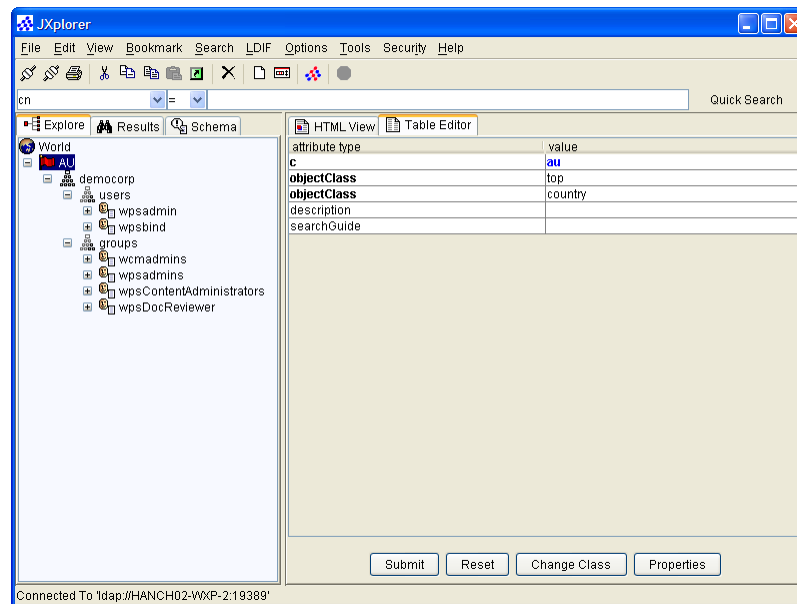 JXplorer
File Edit View Bookmark Search LDIF Options Tools Security Help
cn = Quick Search
Explore Results Schema
HTML View Table Editor
World
AU
democorp
users
wpsadmin
wpsbind
groups
wcmadmins
wpsadmins
wpsContentAdministrators
wpsDocReviewer
attribute type value
c au
objectClass top
objectClass country
description
searchGuide
Submit Reset Change Class Properties
Connected To 'ldap://HANCH02-WXP-2:19389'